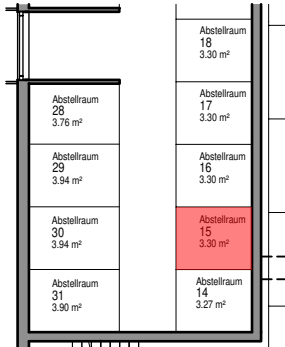 Abstellraum
18
3.30 m²
Abstellraum
28
3.76 m²
Abstellraum
17
3.30 m²
Abstellraum
29
3.94 m²
Abstellraum
16
3.30 m²
Abstellraum
30
3.94 m²
Abstellraum
15
3.30 m²
Abstellraum
31
3.90 m²
Abstellraum
14
3.27 m²